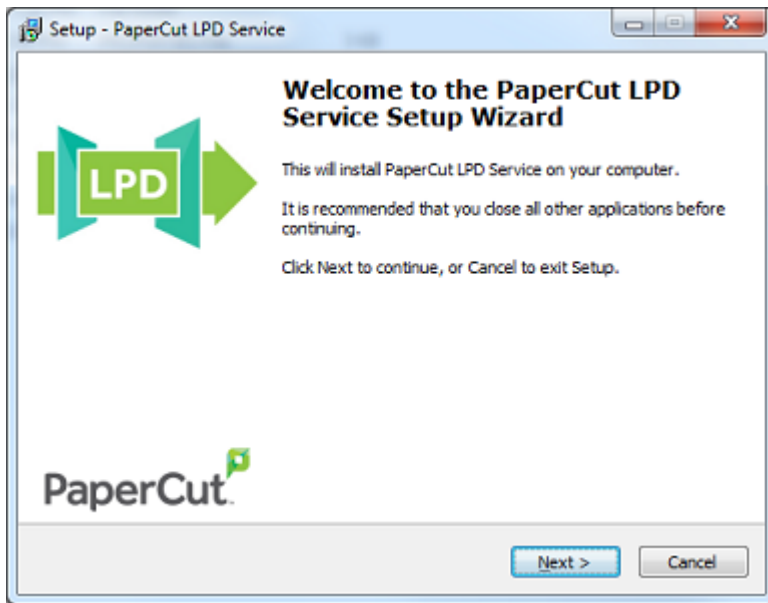 Setup - PaperCut LPD Service
Welcome to the PaperCut LPD
Service Setup Wizard
This will install PaperCut LPD Service on your computer.
It is recommended that you close all other applications before
continuing.
Click Next to continue, or Cancel to exit Setup.
LPD
PaperCut™
Next >
Cancel